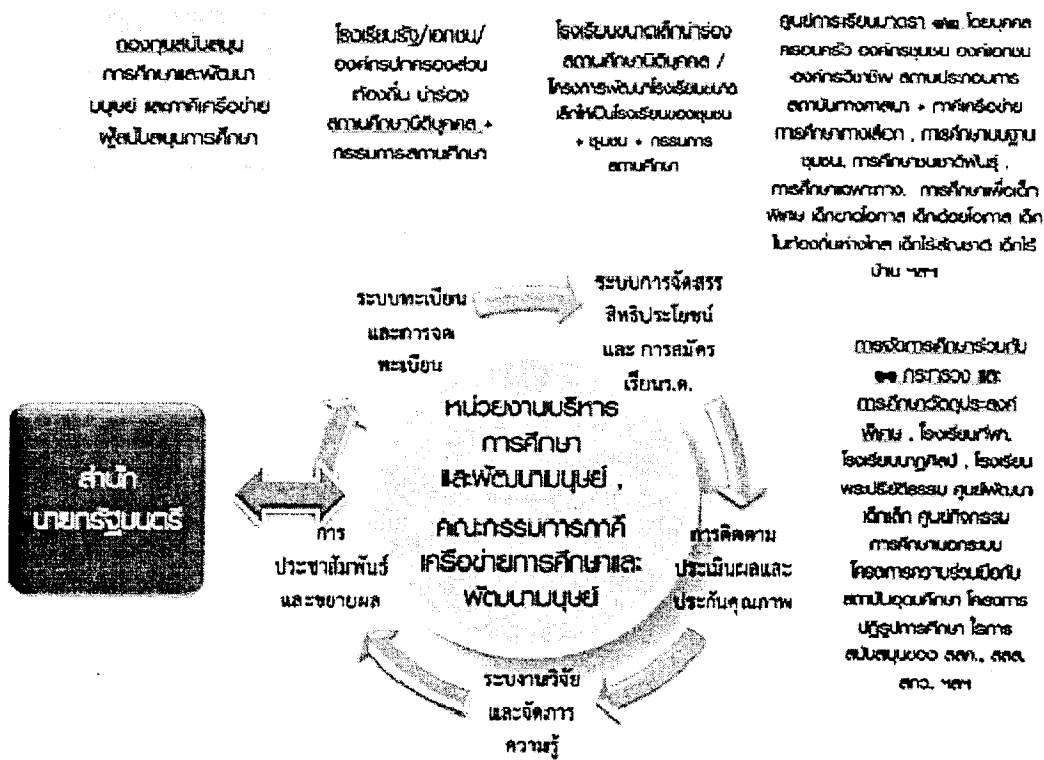 กองทุนสนับสนุน
การศึกษาและพัฒนา
มนุษย์ และภาคีเครือข่าย
ผู้สนับสนุนการศึกษา
โรงเรียนรัฐ/เอกชน/
องค์กรปกครองส่วน
ท้องถิ่น นำร่อง
สถานศึกษานิติบุคคล +
กรรมการสถานศึกษา
โรงเรียนขนาดเล็กนำร่อง
สถานศึกษานิติบุคคล /
โครงการพัฒนาโรงเรียนขนาด
เล็กให้เป็นโรงเรียนของชุมชน
+ ชุมชน + กรรมการ
สถานศึกษา
ศูนย์การเรียนมาตรา ๑๒ โดยบุคคล
ครอบครัว องค์กรชุมชน องค์เอกชน
องค์กรวิชาชีพ สถานประกอบการ
สถาบันทางศาสนา + ภาคีเครือข่าย
การศึกษาทางเลือก , การศึกษาบนฐาน
ชุมชน, การศึกษาชนชาติพันธุ์ ,
การศึกษาเฉพาะทาง, การศึกษาเพื่อเด็ก
พิเศษ เด็กขาดโอกาส เด็กด้อยโอกาส เด็ก
ในท้องถิ่นห่างไกล เด็กไร้สัญชาติ เด็กไร้
บ้าน ฯลฯ
ระบบทะเบียน
และการจด
ทะเบียน
ระบบการจัดสรร
สิทธิประโยชน์
และ การสมัคร
เรียนร.ด.
การจัดการศึกษาร่วมกับ
๑๑ กระทรวง และ
การศึกษาวัตถุประสงค์
พิเศษ , โรงเรียนกีฬา,
โรงเรียนนาฏศิลป์ , โรงเรียน
พระปริยัติธรรม ศูนย์พัฒนา
เด็กเล็ก ศูนย์กิจกรรม
การศึกษานอกระบบ
โครงการความร่วมมือกับ
สถาบันอุดมศึกษา โครงการ
ปฏิรูปการศึกษา ในการ
สนับสนุนของ สสค., สสส.
สกว. ฯลฯ
หน่วยงานบริหาร
การศึกษา
และพัฒนามนุษย์ ,
คณะกรรมการภาคี
เครือข่ายการศึกษาและ
พัฒนามนุษย์
สำนัก
นายกรัฐมนตรี
การ
ประชาสัมพันธ์
และขยายผล
การติดตาม
ประเมินผลและ
ประกันคุณภาพ
ระบบงานวิจัย
และจัดการ
ความรู้